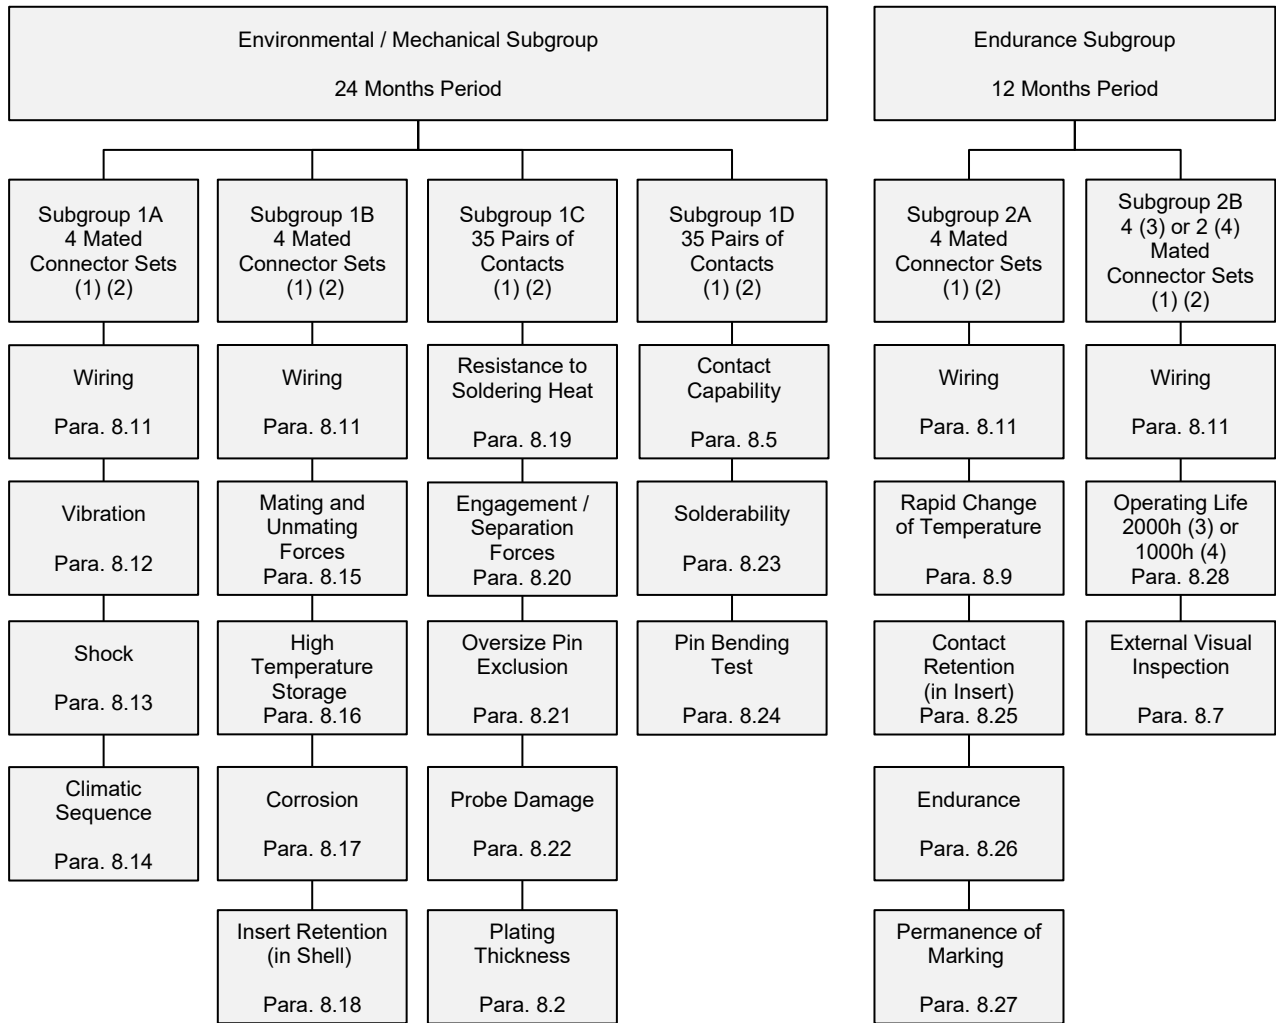 Environmental / Mechanical Subgroup
24 Months Period
Endurance Subgroup
12 Months Period
Subgroup 1A
4 Mated
Connector Sets
(1) (2)
Subgroup 1B
4 Mated
Connector Sets
(1) (2)
Subgroup 1C
35 Pairs of
Contacts
(1) (2)
Subgroup 1D
35 Pairs of
Contacts
(1) (2)
Subgroup 2A
4 Mated
Connector Sets
(1) (2)
Subgroup 2B
4 (3) or 2 (4)
Mated
Connector Sets
(1) (2)
Wiring
Para. 8.11
Wiring
Para. 8.11
Resistance to
Soldering Heat
Para. 8.19
Contact
Capability
Para. 8.5
Wiring
Para. 8.11
Wiring
Para. 8.11
Vibration
Para. 8.12
Mating and
Unmating
Forces
Para. 8.15
Engagement /
Separation
Forces
Para. 8.20
Solderability
Para. 8.23
Rapid Change
of Temperature
Para. 8.9
Operating Life
2000h (3) or
1000h (4)
Para. 8.28
Shock
Para. 8.13
High
Temperature
Storage
Para. 8.16
Oversize Pin
Exclusion
Para. 8.21
Pin Bending
Test
Para. 8.24
Contact
Retention
(in Insert)
Para. 8.25
External Visual
Inspection
Para. 8.7
Climatic
Sequence
Para. 8.14
Corrosion
Para. 8.17
Probe Damage
Para. 8.22
Endurance
Para. 8.26
Insert Retention
(in Shell)
Para. 8.18
Plating
Thickness
Para. 8.2
Permanence of
Marking
Para. 8.27